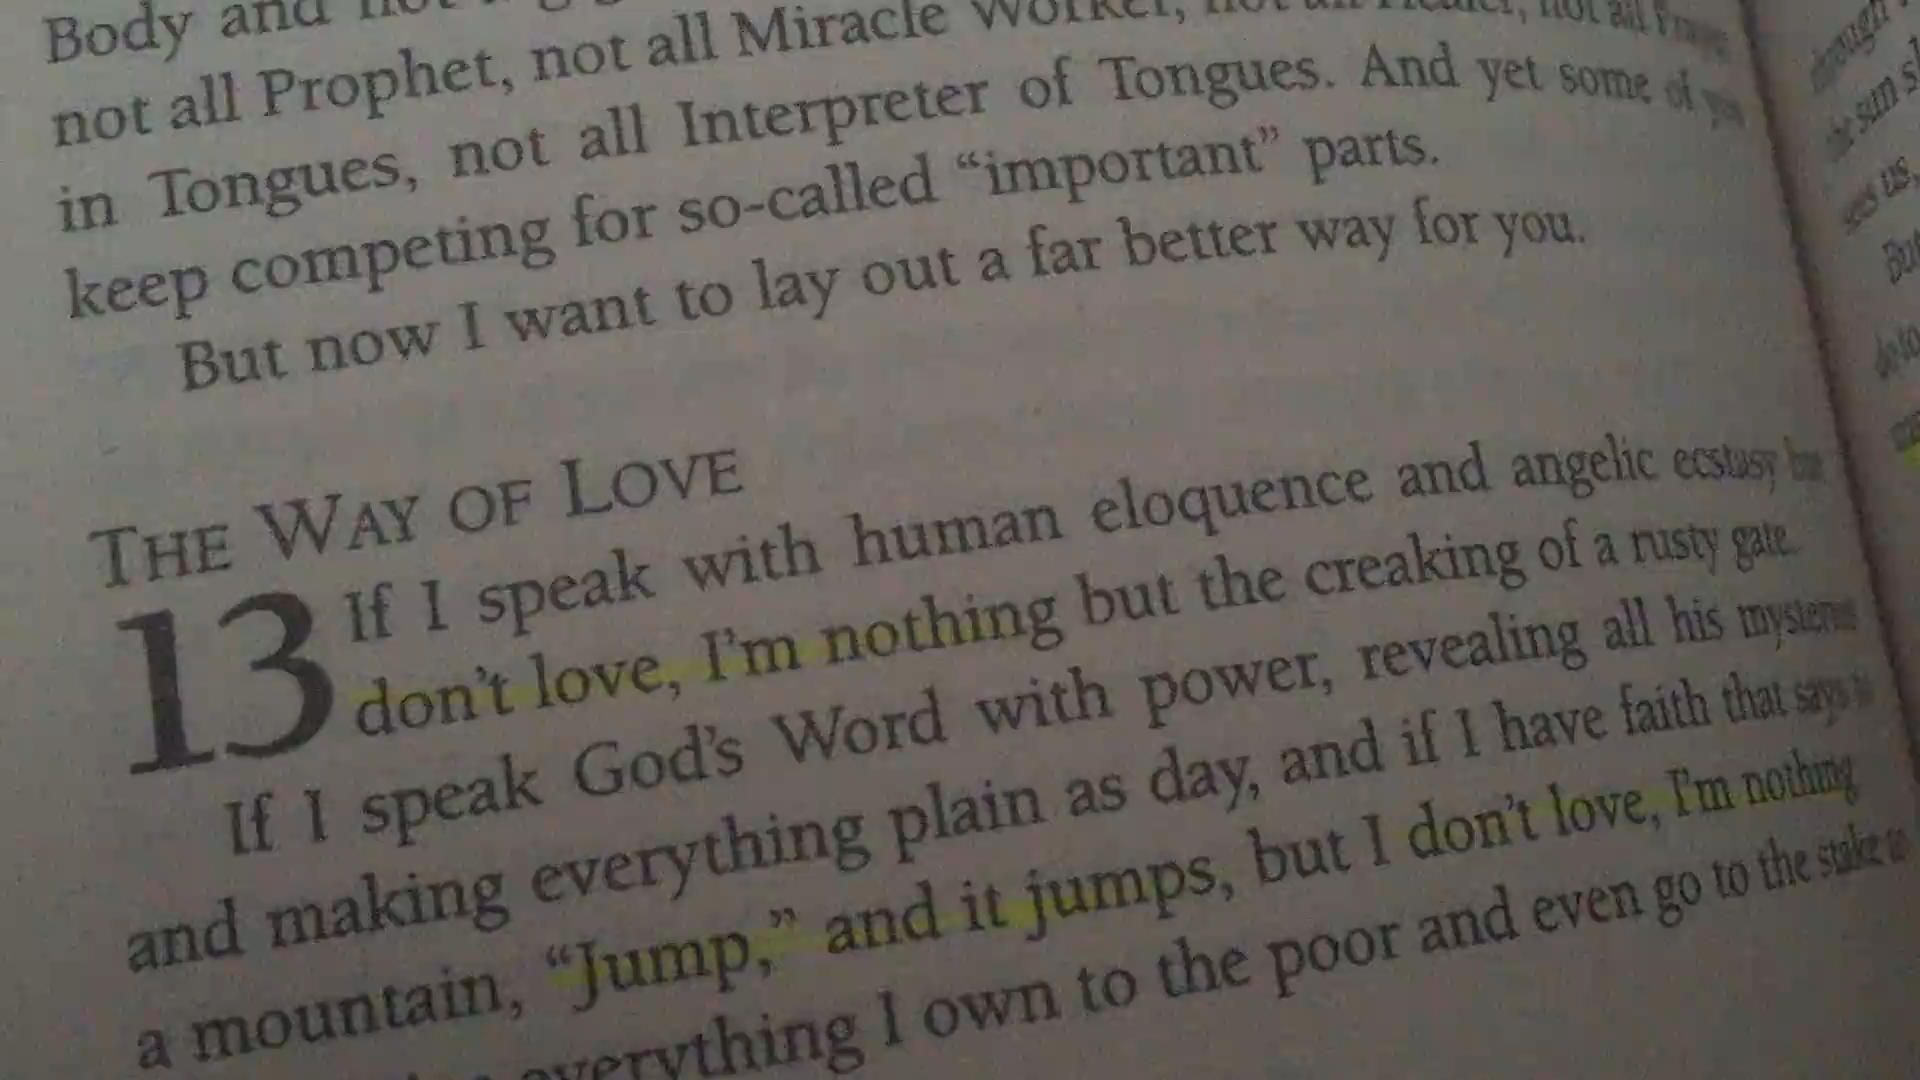 Body and
not all Prophet, not all Miracle Worker, not all Healer, not all
in Tongues, not all Interpreter of Tongues. And yet some of you
keep competing for so-called “important” parts.
But now I want to lay out a far better way for you.
THE WAY OF LOVE
13 If I speak with human eloquence and angelic ecstasy but
don't love, I'm nothing but the creaking of a rusty gate.
If I speak God's Word with power, revealing all his mysteries
and making everything plain as day, and if I have faith that says to
a mountain, “Jump,” and it jumps, but I don't love, I'm nothing
everything I own to the poor and even go to the stake